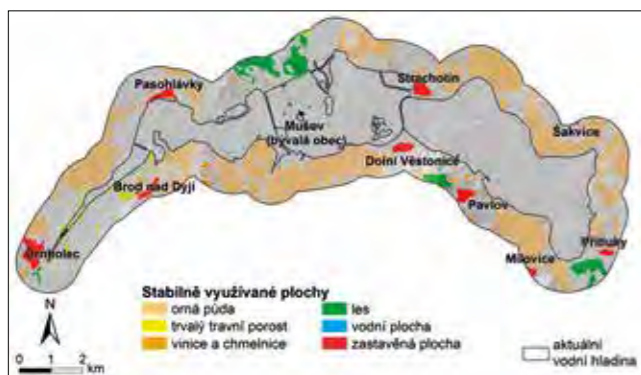 Pasohlávky
Strachotín
Mušov
(bývalá obec)
Šakvice
Dolní Věstonice
Brod nad Dyjí
Pavlov
Přítluky
Drnholec
Milovice
N
Stabilně využívané plochy
orná půda
trvalý travní porost
vinice a chmelnice
les
vodní plocha
zastavěná plocha
aktuální
vodní hladina
0 1 2
km